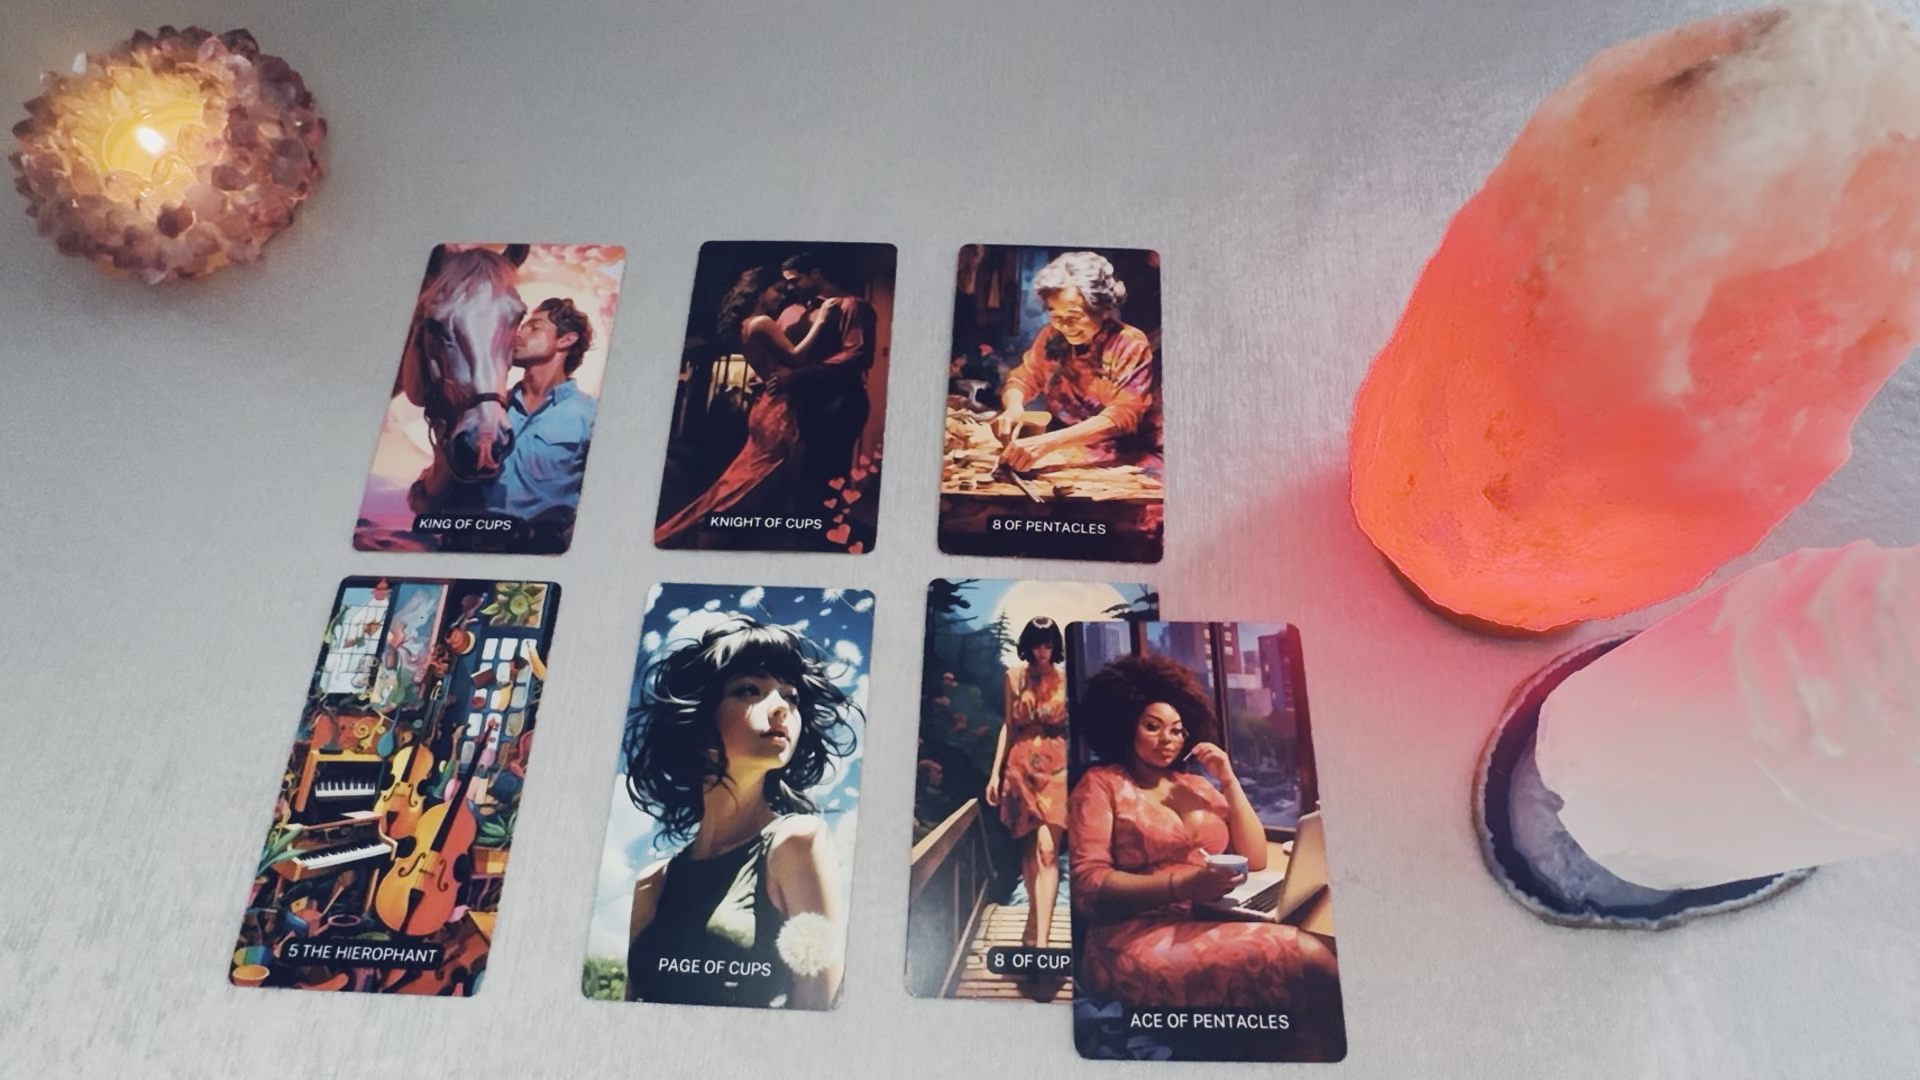 KING OF CUPS
KNIGHT OF CUPS
8 OF PENTACLES
5 THE HIEROPHANT
PAGE OF CUPS
8 OF CUP
ACE OF PENTACLES